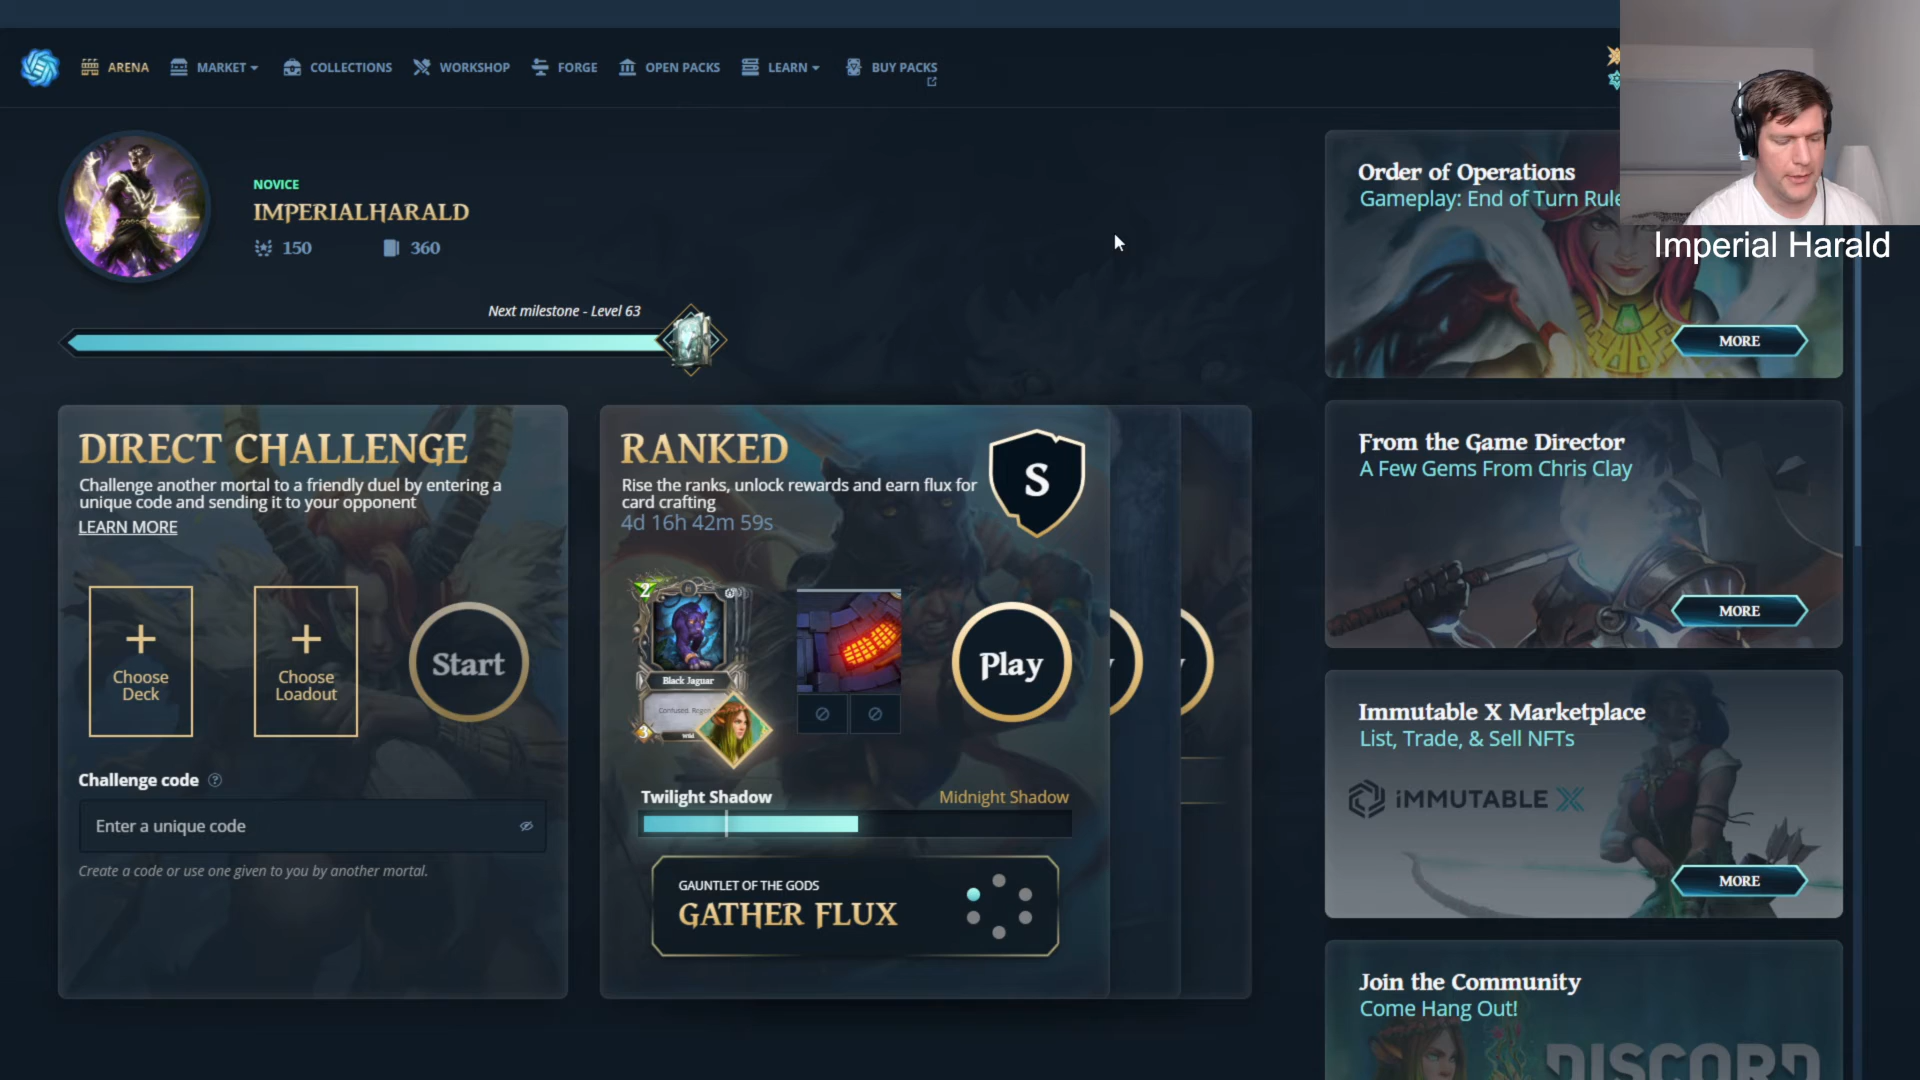 ARENA
MARKET
COLLECTIONS
WORKSHOP
FORGE
OPEN PACKS
LEARN
BUY PACKS
NOVICE
IMPERIALHARALD
150
360
Next milestone - Level 63
DIRECT CHALLENGE
Challenge another mortal to a friendly duel by entering a
unique code and sending it to your opponent
LEARN MORE
Choose
Deck
Choose
Loadout
Start
Challenge code
Enter a unique code
Create a code or use one given to you by another mortal.
RANKED
Rise the ranks, unlock rewards and earn flux for
card crafting
4d 16h 42m 59s
S
2
Black Jaguar
Confused.
3
Wild
Play
Twilight Shadow
Midnight Shadow
GAUNTLET OF THE GODS
GATHER FLUX
Order of Operations
Gameplay: End of Turn
MORE
Imperial Harald
From the Game Director
A Few Gems From Chris Clay
MORE
Immutable X Marketplace
List, Trade, & Sell NFTs
IMMUTABLE X
MORE
Join the Community
Come Hang Out!
DISCORD